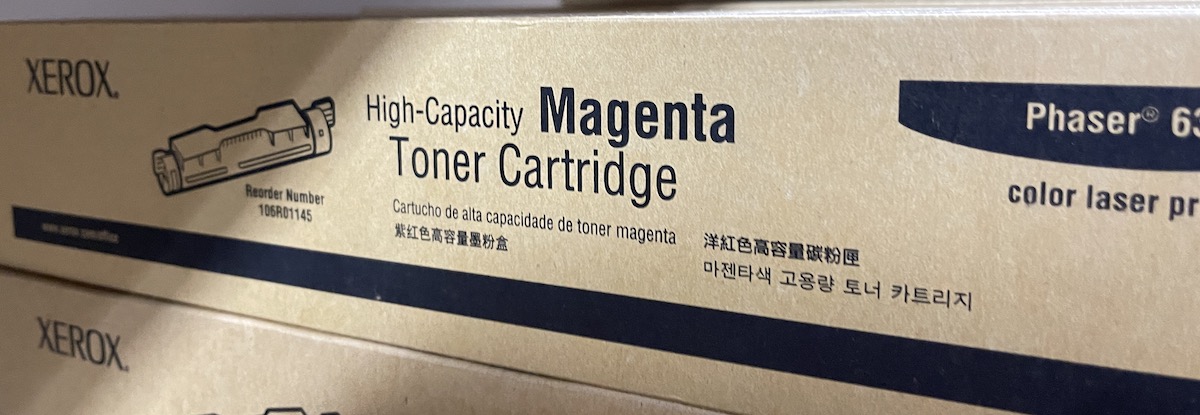 XEROX.
High-Capacity Magenta
Toner Cartridge
Reorder Number
106R01145
Cartucho de alta capacidade de toner magenta
紫紅色高容量墨粉盒
洋紅色高容量碳粉匣
마젠타색 고용량 토너 카트리지
Phaser®
color laser
XEROX.